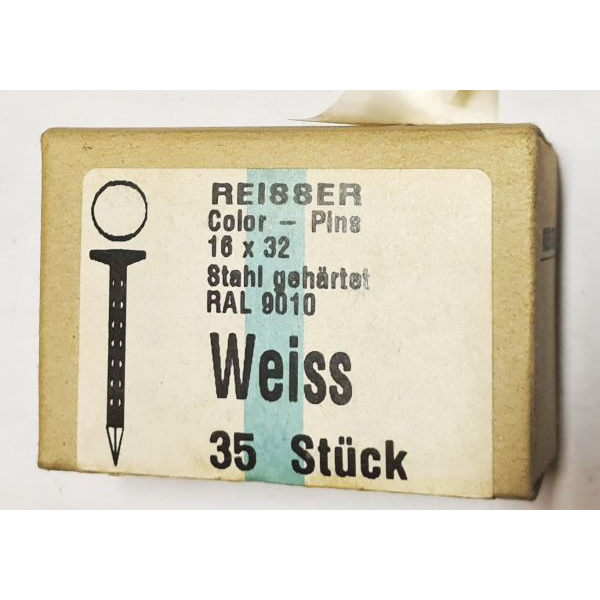 REISSER
Color - Pins
16 x 32
Stahl gehärtet
RAL 9010
Weiss
35 Stück